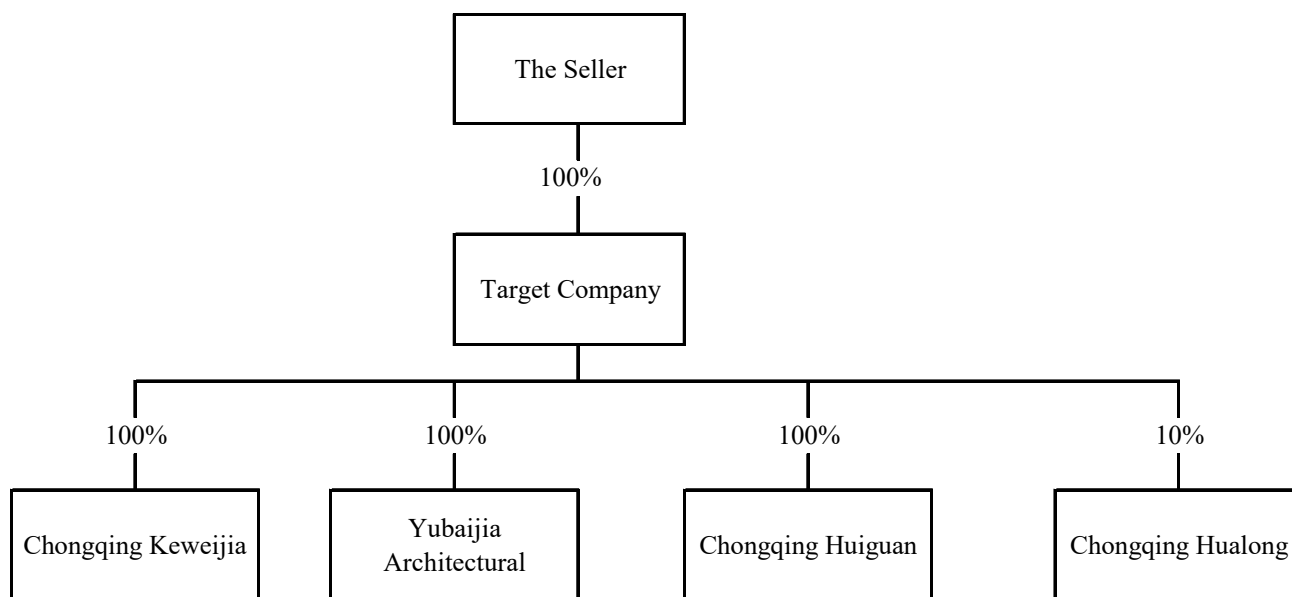 The Seller
100%
Target Company
100%
100%
100%
10%
Chongqing Keweijia
Yubaijia
Architectural
Chongqing Huiguan
Chongqing Hualong